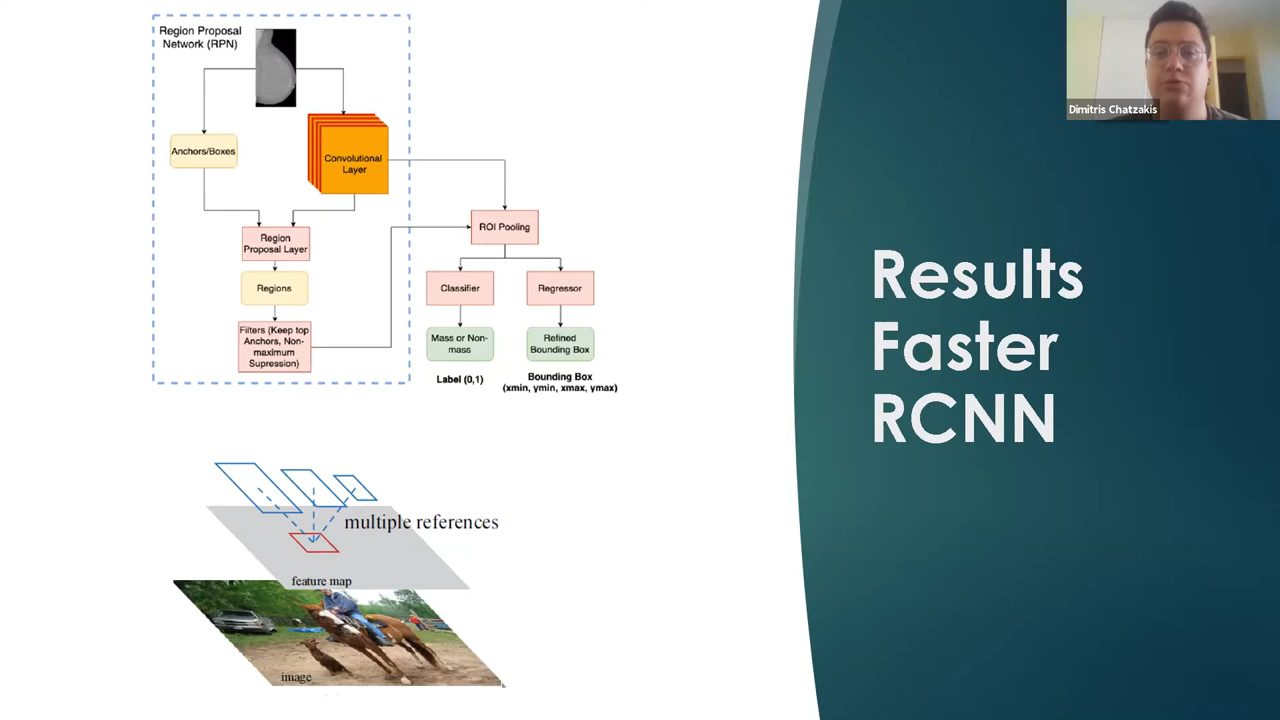 Region Proposal
Network (RPN)
Anchors/Boxes
Convolutional
Layer
Region
Proposal Layer
Regions
Filters (Keep top
Anchors, Non-
maximum
Supression)
ROI Pooling
Classifier
Regressor
Mass or Non-
mass
Refined
Bounding Box
Label (0,1)
Bounding Box
(xmin, ymin, xmax, ymax)
multiple references
feature map
image
Results
Faster
RCNN
Dimitris Chatzakis